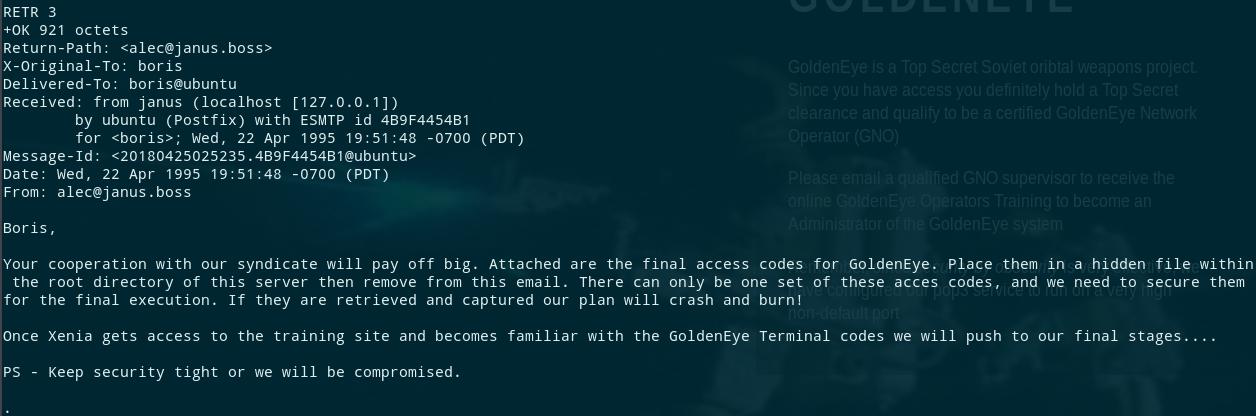 RETR 3
+OK 921 octets
Return-Path: <alec@janus.boss>
X-Original-To: boris
Delivered-To: boris@ubuntu
Received: from janus (localhost [127.0.0.1])
by ubuntu (Postfix) with ESMTP id 4B9F4454B1
for <boris>; Wed, 22 Apr 1995 19:51:48 -0700 (PDT)
Message-Id: <20180425025235.4B9F4454B1@ubuntu>
Date: Wed, 22 Apr 1995 19:51:48 -0700 (PDT)
From: alec@janus.boss
Boris,
Your cooperation with our syndicate will pay off big. Attached are the final access codes for GoldenEye. Place them in a hidden file within
the root directory of this server then remove from this email. There can only be one set of these acces codes, and we need to secure them
for the final execution. If they are retrieved and captured our plan will crash and burn!
Once Xenia gets access to the training site and becomes familiar with the GoldenEye Terminal codes we will push to our final stages....
PS - Keep security tight or we will be compromised.
.
GOLDENEYE
GoldenEye is a Top Secret Soviet oribtal weapons project.
Since you have access you definitely hold a Top Secret
clearance and qualify to be a certified GoldenEye Network
Operator (GNO)
Please email a qualified GNO supervisor to receive the
online GoldenEye Operators Training to become an
Administrator of the GoldenEye system
have configured our pop3 service to run on a very high
non-default port